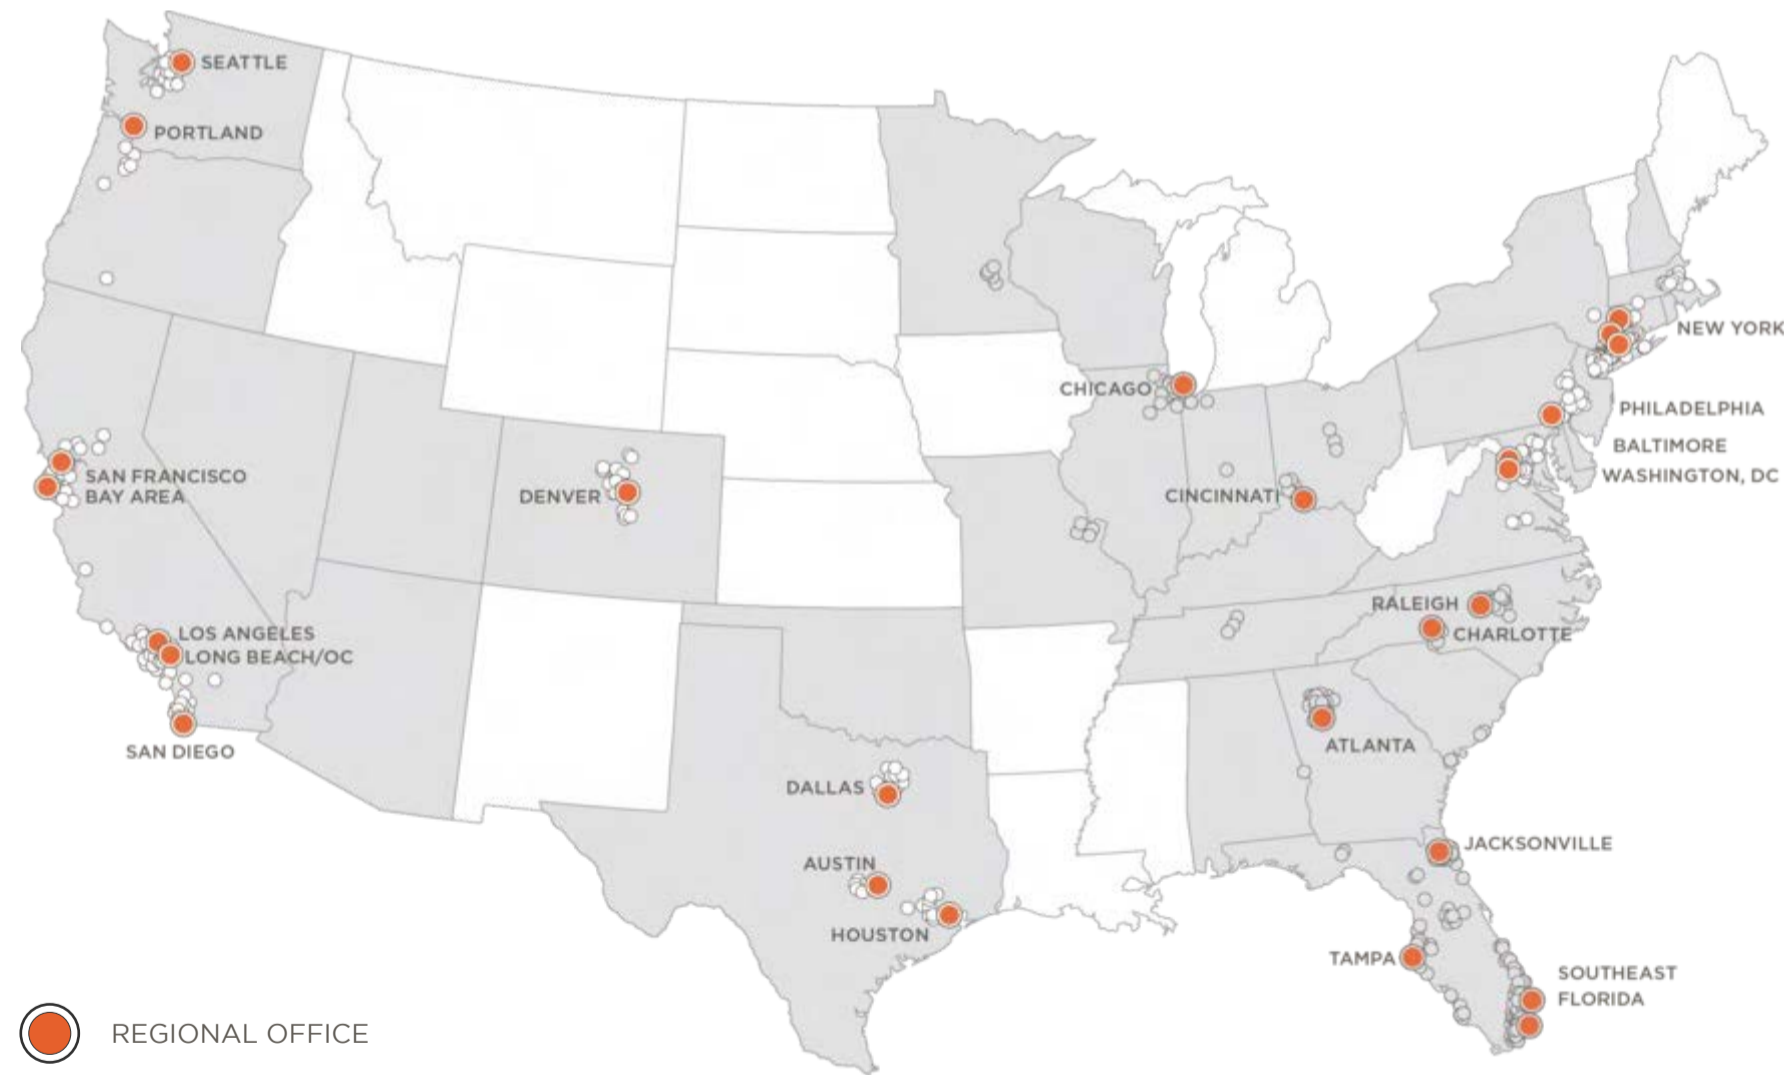 SEATTLE
PORTLAND
NEW YORK
CHICAGO
PHILADELPHIA
BALTIMORE
WASHINGTON, DC
SAN FRANCISCO
BAY AREA
DENVER
CINCINNATI
RALEIGH
CHARLOTTE
LOS ANGELES
LONG BEACH/OC
SAN DIEGO
ATLANTA
DALLAS
JACKSONVILLE
AUSTIN
HOUSTON
TAMPA
SOUTHEAST
FLORIDA
REGIONAL OFFICE